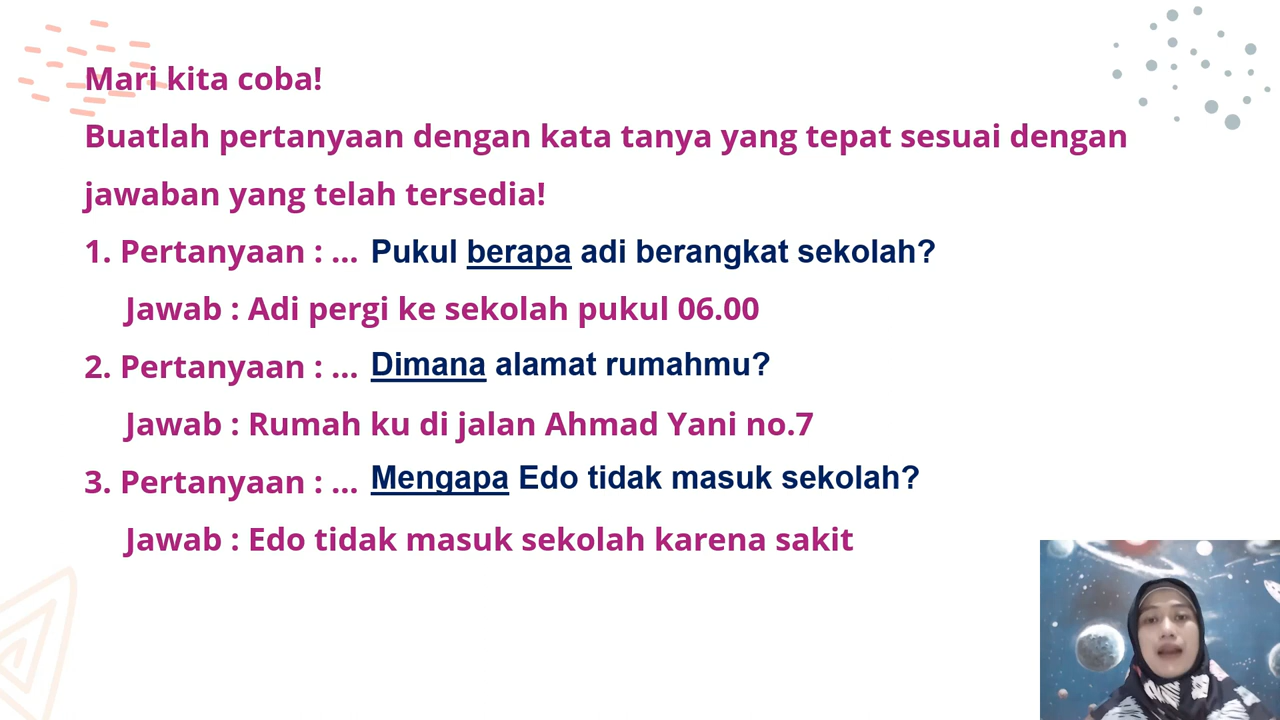 Mari kita coba!
Buatlah pertanyaan dengan kata tanya yang tepat sesuai dengan
jawaban yang telah tersedia!
1. Pertanyaan : ... Pukul berapa adi berangkat sekolah?
Jawab : Adi pergi ke sekolah pukul 06.00
2. Pertanyaan : ... Dimana alamat rumahmu?
Jawab : Rumah ku di jalan Ahmad Yani no.7
3. Pertanyaan : ... Mengapa Edo tidak masuk sekolah?
Jawab : Edo tidak masuk sekolah karena sakit